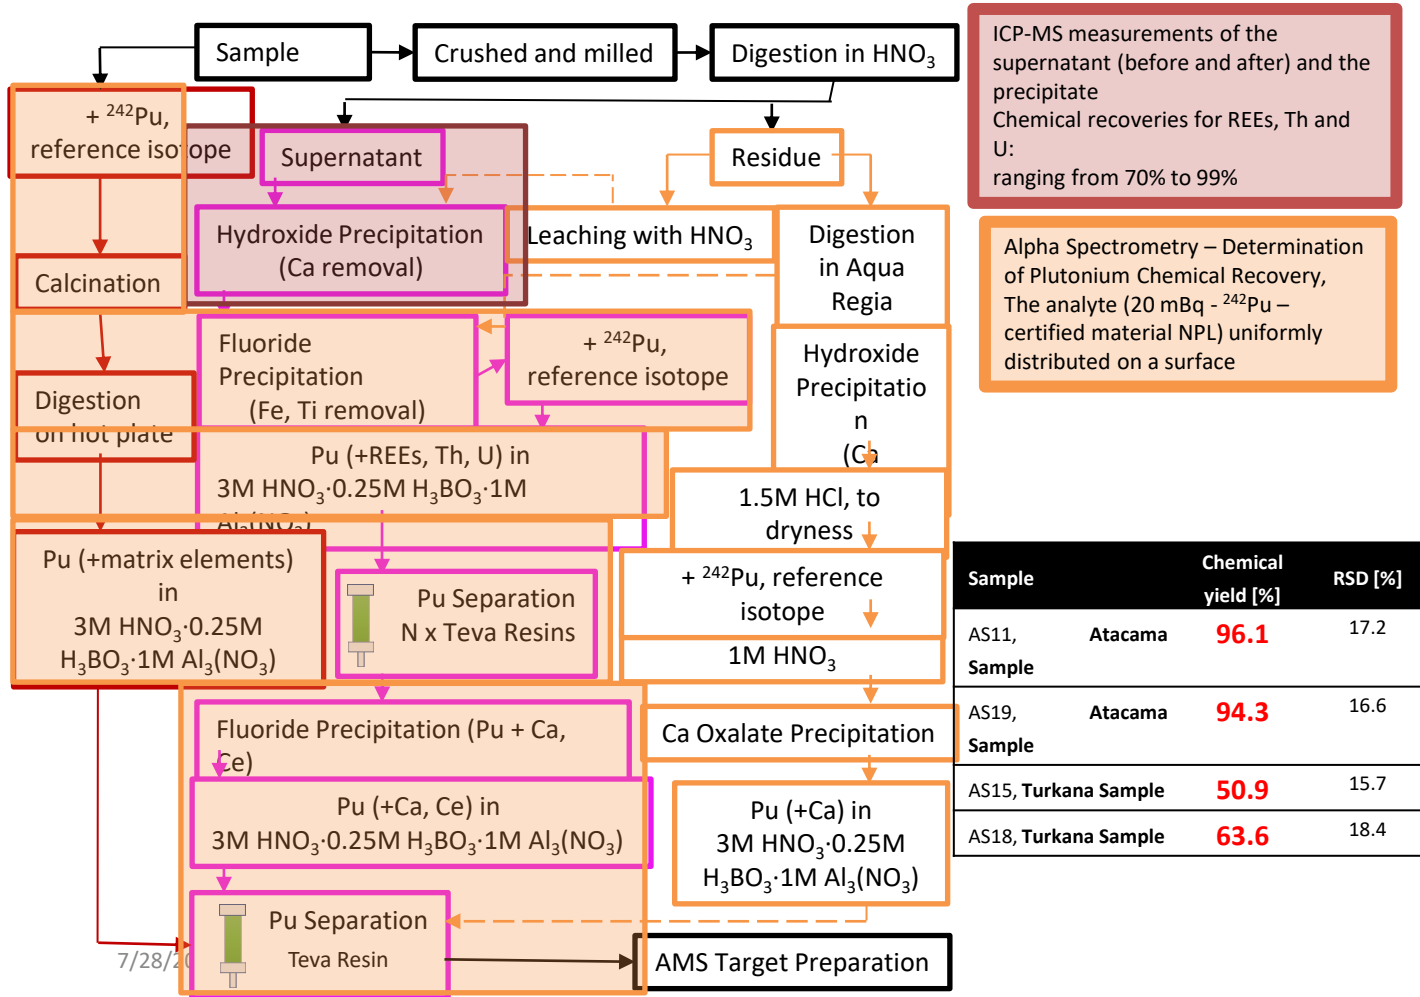 Sample
Crushed and milled
Digestion in HNO₃
+ ²⁴²Pu,
reference isotope
Supernatant
Residue
Hydroxide Precipitation
(Ca removal)
Leaching with HNO₃
Digestion
in Aqua
Regia
Calcination
Fluoride
Precipitation
(Fe, Ti removal)
+ ²⁴²Pu,
reference isotope
Hydroxide
Precipitatio
n
(Ca
Digestion
on hot plate
Pu (+REEs, Th, U) in
3M HNO₃·0.25M H₃BO₃·1M
Al₃(NO₃)
1.5M HCl, to
dryness
Pu (+matrix elements)
in
3M HNO₃·0.25M
H₃BO₃·1M Al₃(NO₃)
Pu Separation
N x Teva Resins
+ ²⁴²Pu, reference
isotope
1M HNO₃
Fluoride Precipitation (Pu + Ca,
Ce)
Ca Oxalate Precipitation
Pu (+Ca, Ce) in
3M HNO₃·0.25M H₃BO₃·1M Al₃(NO₃)
Pu (+Ca) in
3M HNO₃·0.25M
H₃BO₃·1M Al₃(NO₃)
Pu Separation
Teva Resin
AMS Target Preparation
7/28/20
ICP-MS measurements of the
supernatant (before and after) and the
precipitate
Chemical recoveries for REEs, Th and
U:
ranging from 70% to 99%
Alpha Spectrometry – Determination
of Plutonium Chemical Recovery,
The analyte (20 mBq - ²⁴²Pu –
certified material NPL) uniformly
distributed on a surface
Sample Chemical yield [%] RSD [%]
AS11, Atacama 96.1 17.2
Sample
AS19, Atacama 94.3 16.6
Sample
AS15, Turkana Sample 50.9 15.7
AS18, Turkana Sample 63.6 18.4